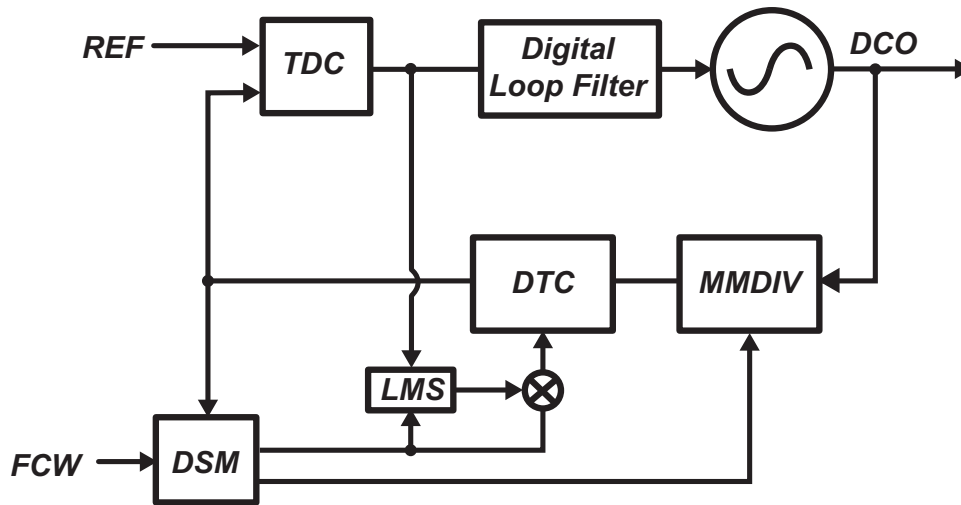 REF
TDC
Digital
Loop Filter
DCO
DTC
MMDIV
LMS
FCW
DSM